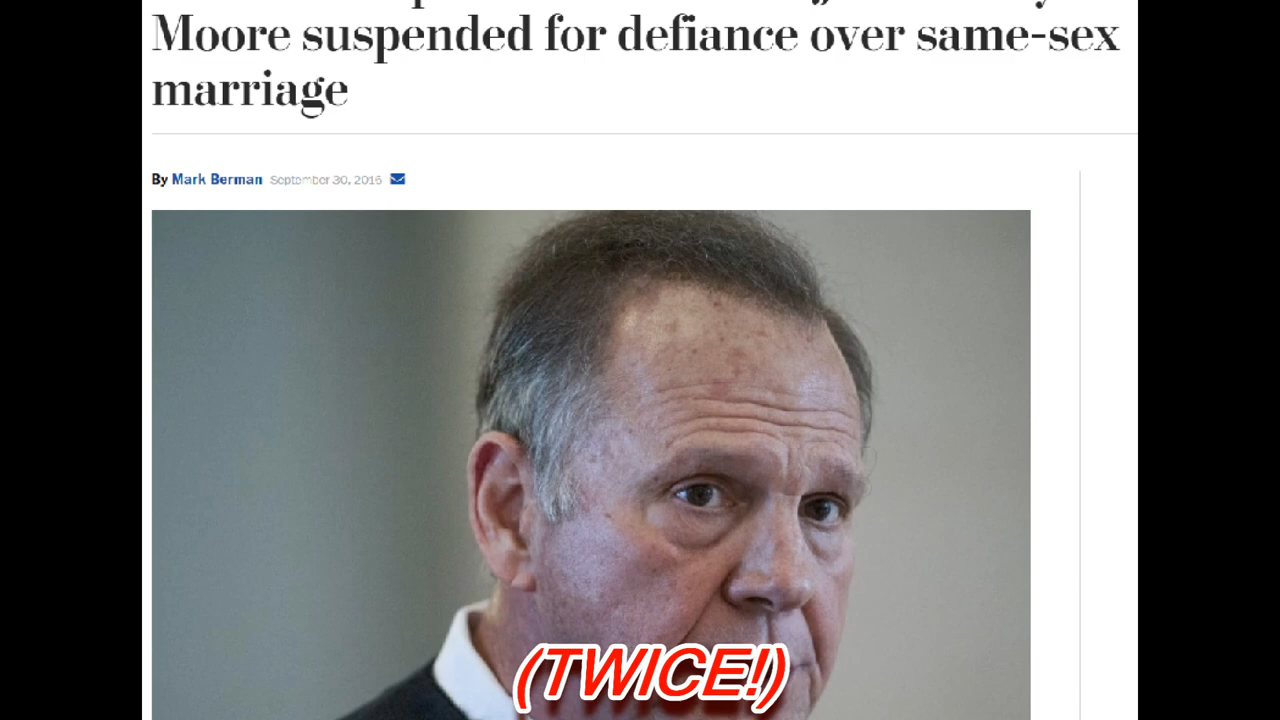 Moore suspended for defiance over same-sex
marriage
By Mark Berman September 30, 2016
(TWICE!)